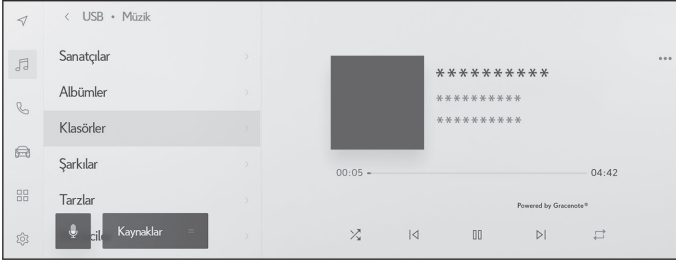 USB • Müzik
Sanatçılar
Albümler
Klasörler
Şarkılar
Tarzlar
Kaynaklar
**********
**********
**********
00:05
04:42
Powered by Gracenote®